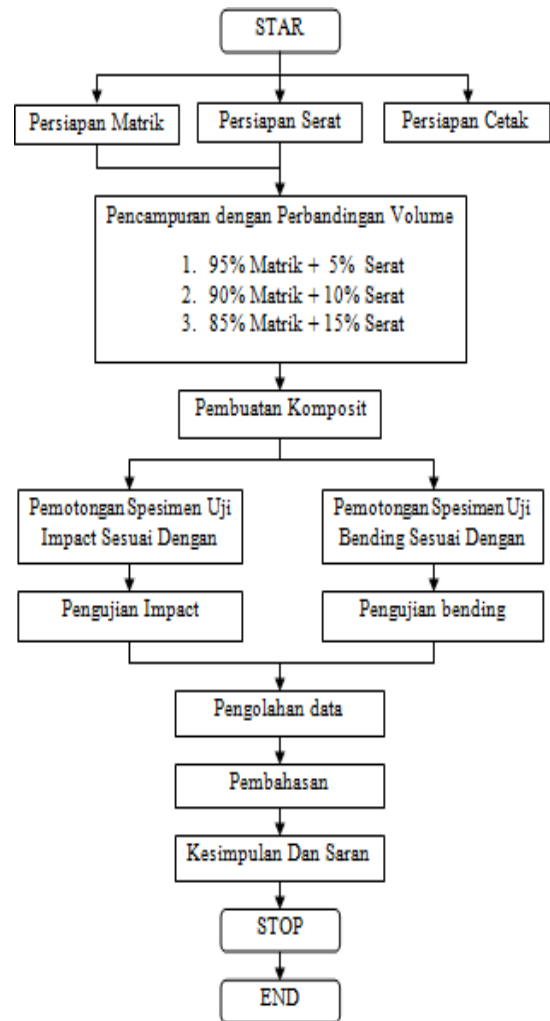 STAR
Persiapan Matrik
Persiapan Serat
Persiapan Cetak
Pencampuran dengan Perbandingan Volume
1. 95% Matrik + 5% Serat
2. 90% Matrik + 10% Serat
3. 85% Matrik + 15% Serat
Pembuatan Komposit
Pemotongan Spesimen Uji
Impact Sesuai Dengan
Pemotongan Spesimen Uji
Bending Sesuai Dengan
Pengujian Impact
Pengujian bending
Pengolahan data
Pembahasan
Kesimpulan Dan Saran
STOP
END